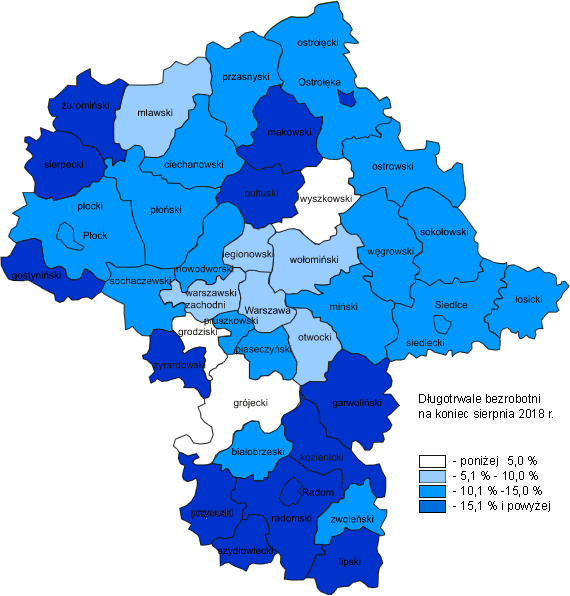 ostrołęcki
przasnyski
Ostrołęka
żuromiński
mławski
makowski
sierpecki
ciechanowski
ostrowski
pułtuski
wyszkowski
płocki
płoński
sokołowski
Płock
węgrowski
legionowski
wołomiński
gostyniński
nowodworski
sochaczewski
łosicki
warszawski
zachodni
Siedlce
miński
Warszawa
pruszkowski
grodziski
otwocki
siedlecki
piaseczyński
żyrardowski
Długotrwale bezrobotni
na koniec sierpnia 2018 r.
grójecki
garwoliński
białobrzeski
kozienicki
- poniżej 5,0 %
- 5,1 % - 10,0 %
- 10,1 % -15,0 %
- 15,1 % i powyżej
Radom
radomski
zwoleński
szydłowiecki
lipski